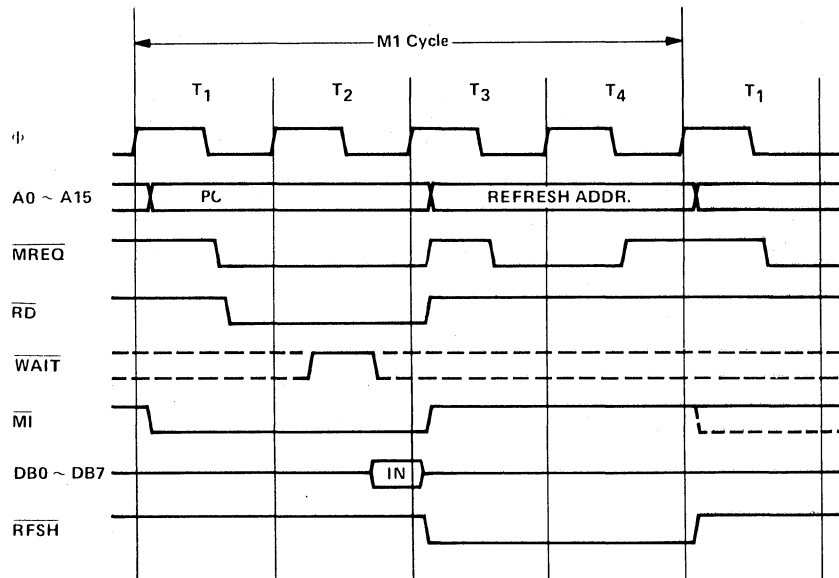 M1 Cycle
T1 T2 T3 T4 T1
Φ
A0 ~ A15 PC REFRESH ADDR.
MREQ
RD
WAIT
MI
DB0 ~ DB7 IN
RFSH